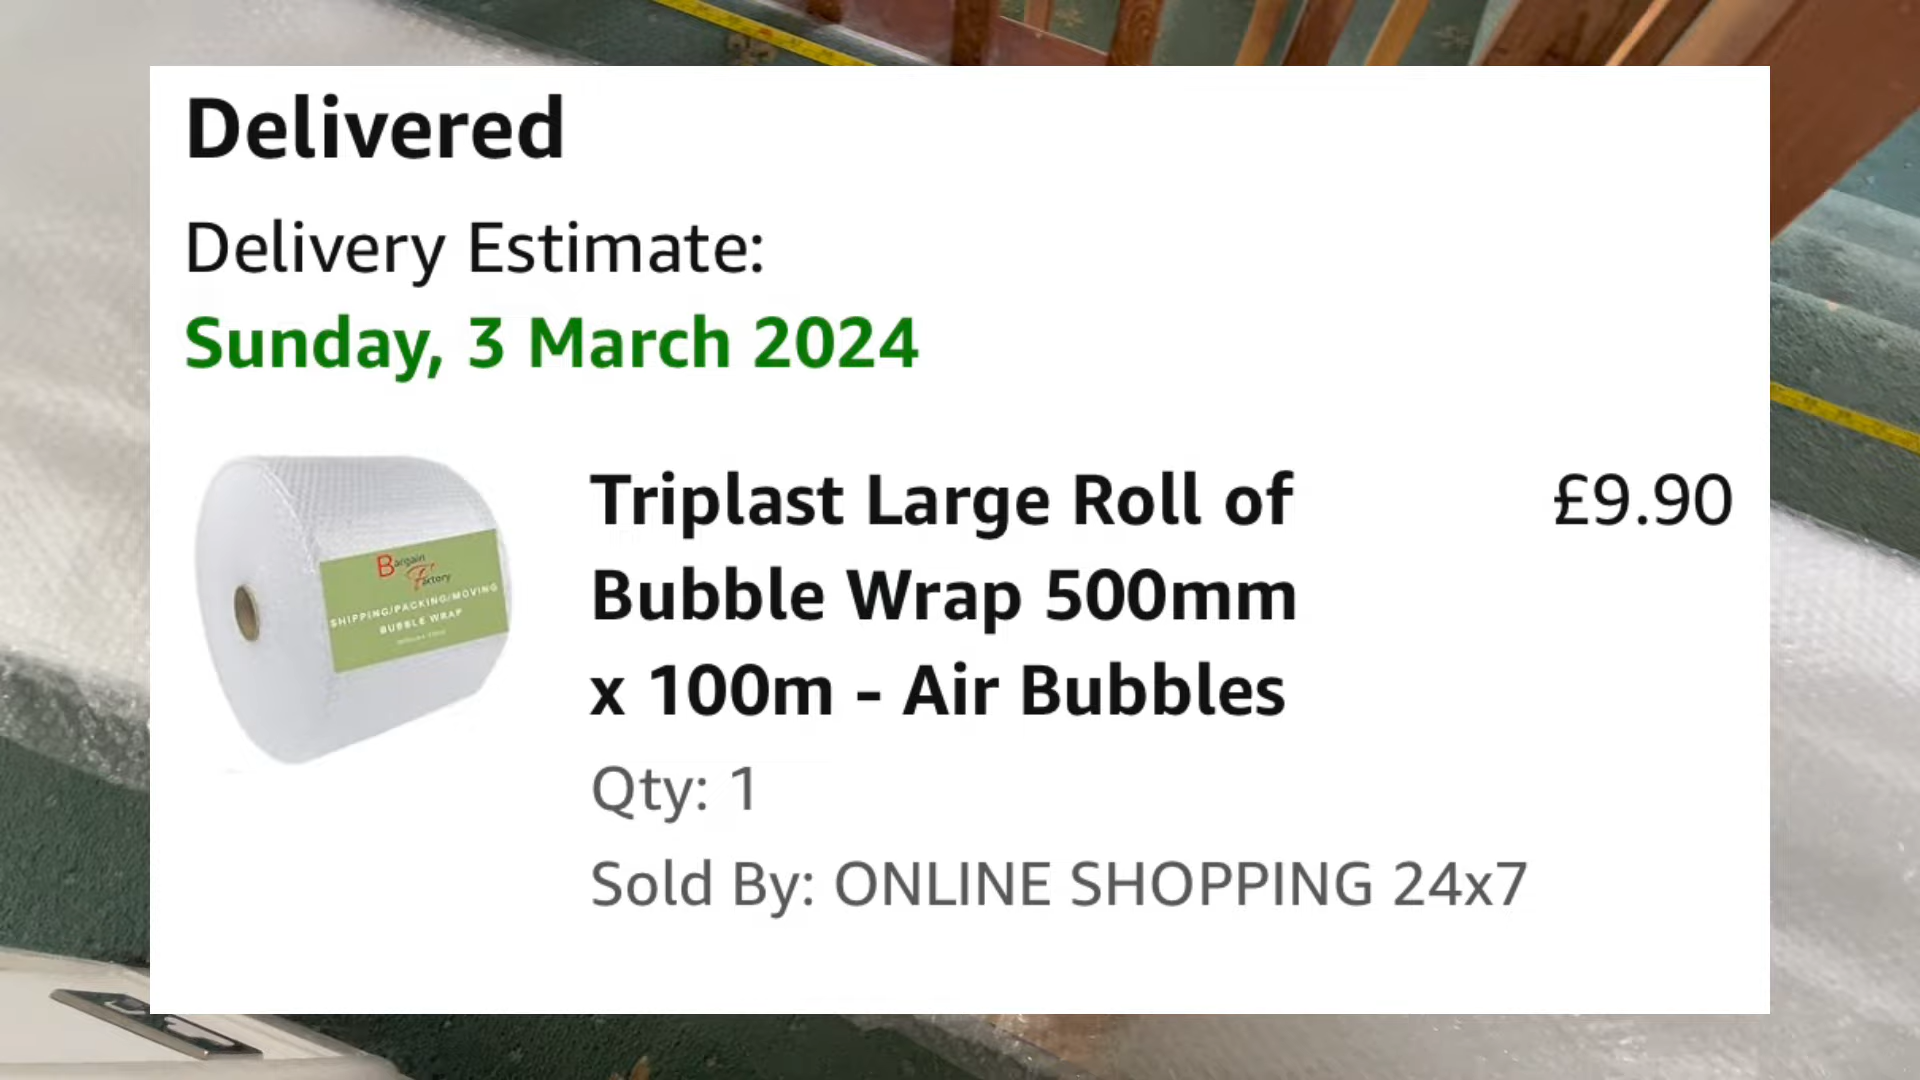 Delivered
Delivery Estimate:
Sunday, 3 March 2024
Triplast Large Roll of
Bubble Wrap 500mm
x 100m - Air Bubbles
£9.90
Qty: 1
Sold By: ONLINE SHOPPING 24x7
Bargain
Factory
SHIPPING/PACKING/MOVING
BUBBLE WRAP